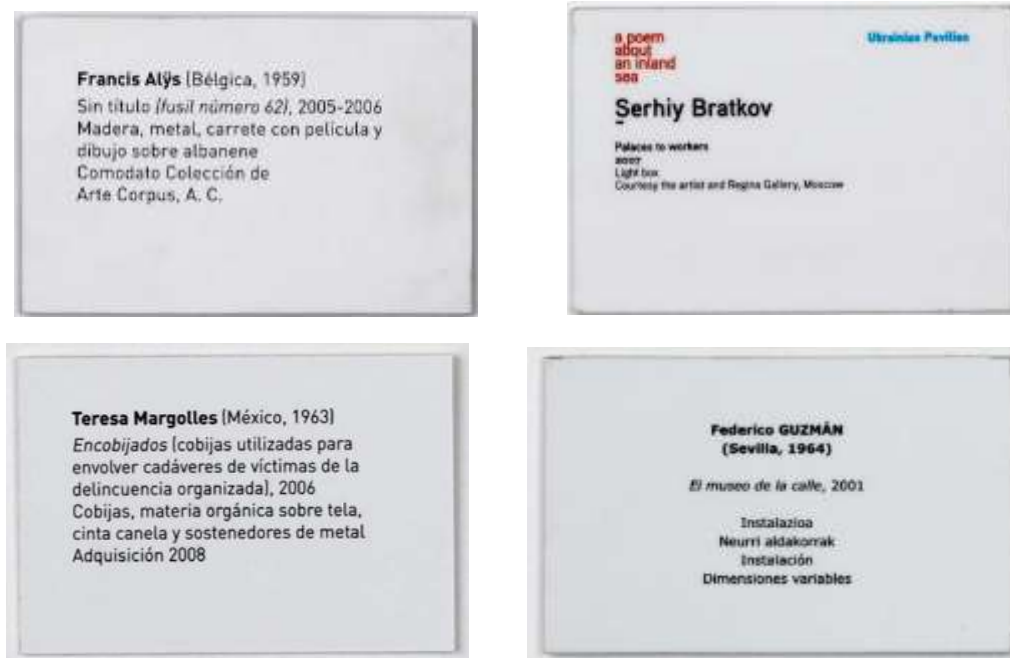 Francis Alÿs (Bélgica, 1959)
Sin título (fusil número 62), 2005-2006
Madera, metal, carrete con película y
dibujo sobre albanene
Comodato Colección de
Arte Corpus, A. C.
a poem
about
an inland
sea
Ukrainian Pavilion
Serhiy Bratkov
Palaces to workers
2007
Light box
Courtesy the artist and Regina Gallery, Moscow
Teresa Margolles (México, 1963)
Encobijados (cobijas utilizadas para
envolver cadáveres de víctimas de la
delincuencia organizada), 2006
Cobijas, materia orgánica sobre tela,
cinta canela y sostenedores de metal
Adquisición 2008
Federico GUZMÁN
(Sevilla, 1964)
El museo de la calle, 2001
Instalazioa
Neurri aldakorrak
Instalación
Dimensiones variables